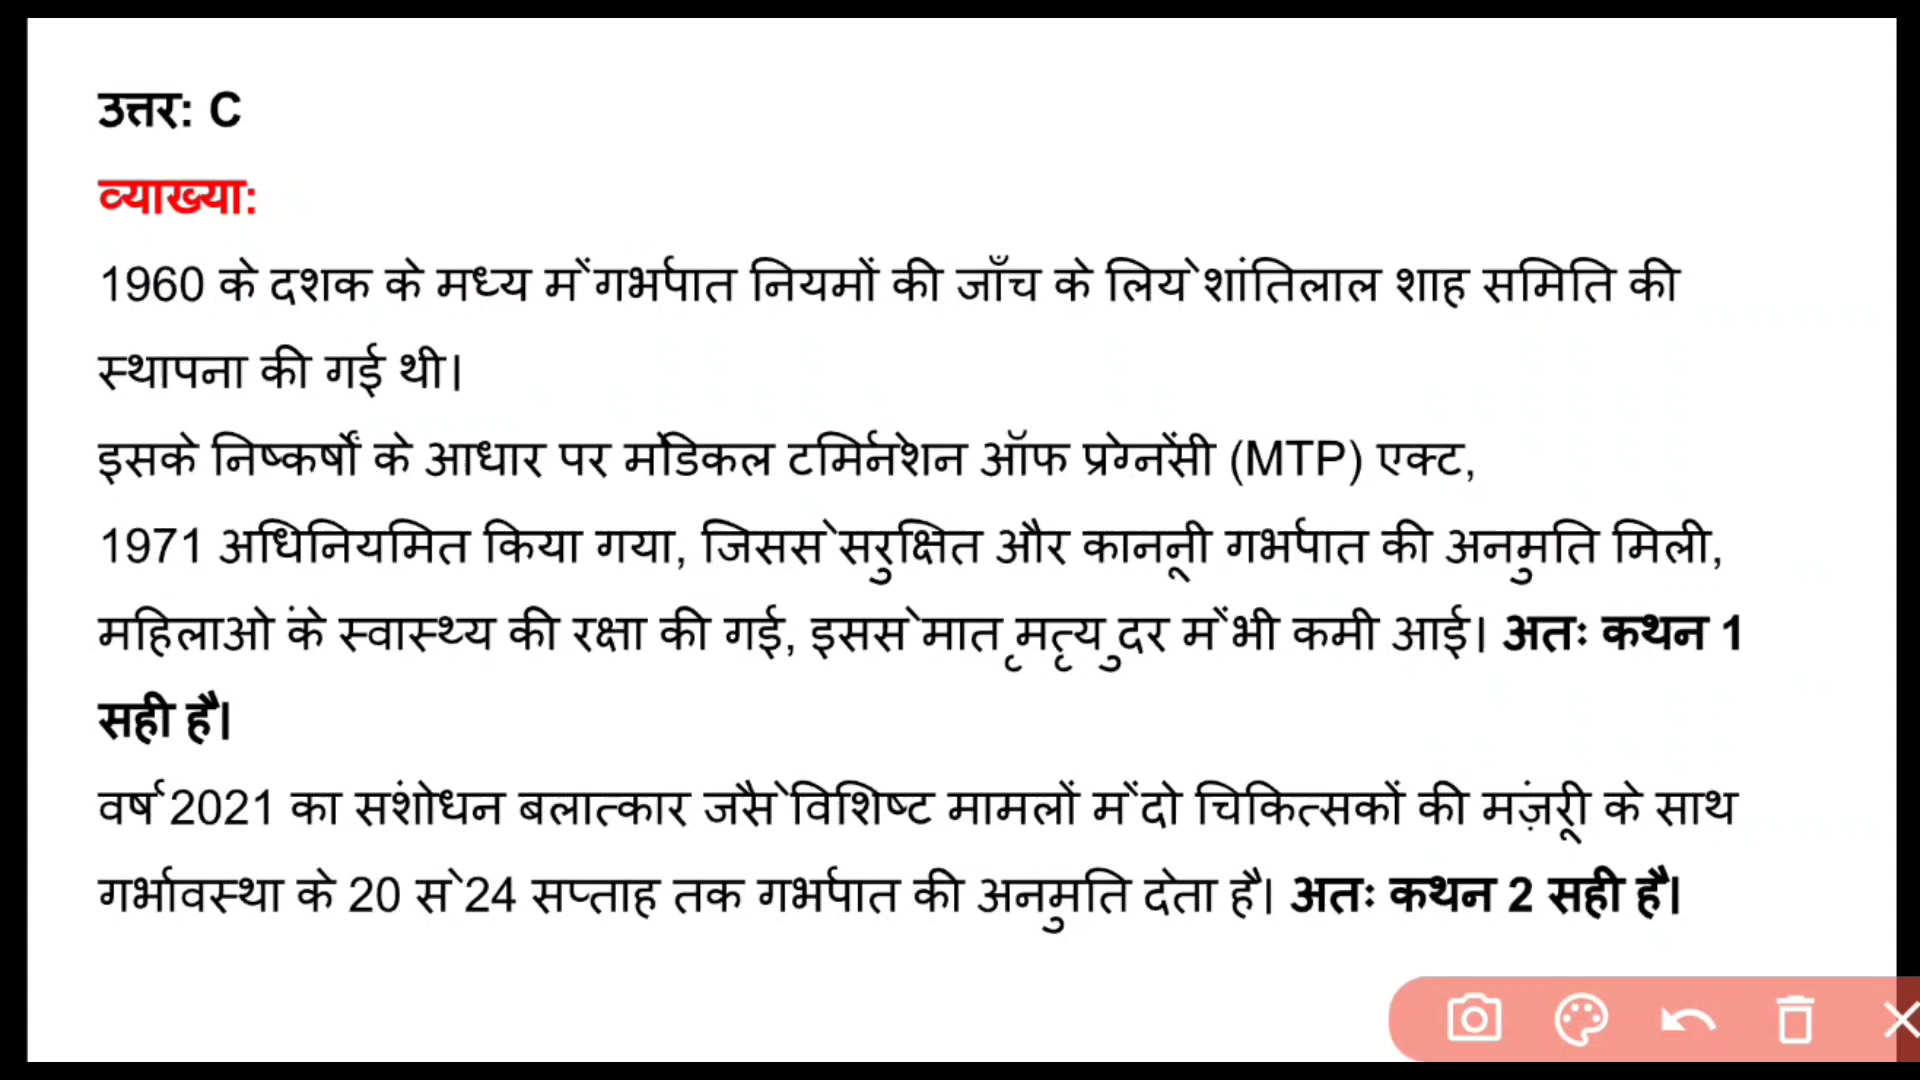 उत्तर: C
व्याख्या:
1960 के दशक के मध्य में गर्भपात नियमों की जाँच के लिये शांतिलाल शाह समिति की
स्थापना की गई थी।
इसके निष्कर्षों के आधार पर मेडिकल टर्मिनेशन ऑफ प्रेगनेंसी (MTP) एक्ट,
1971 अधिनियमित किया गया, जिससे सुरक्षित और कानूनी गर्भपात की अनुमति मिली,
महिलाओं के स्वास्थ्य की रक्षा की गई, इससे मातृ मृत्यु दर में भी कमी आई। अतः कथन 1
सही है।
वर्ष 2021 का संशोधन बलात्कार जैसे विशिष्ट मामलों में दो चिकित्सकों की मंज़ूरी के साथ
गर्भावस्था के 20 से 24 सप्ताह तक गर्भपात की अनुमति देता है। अतः कथन 2 सही है।